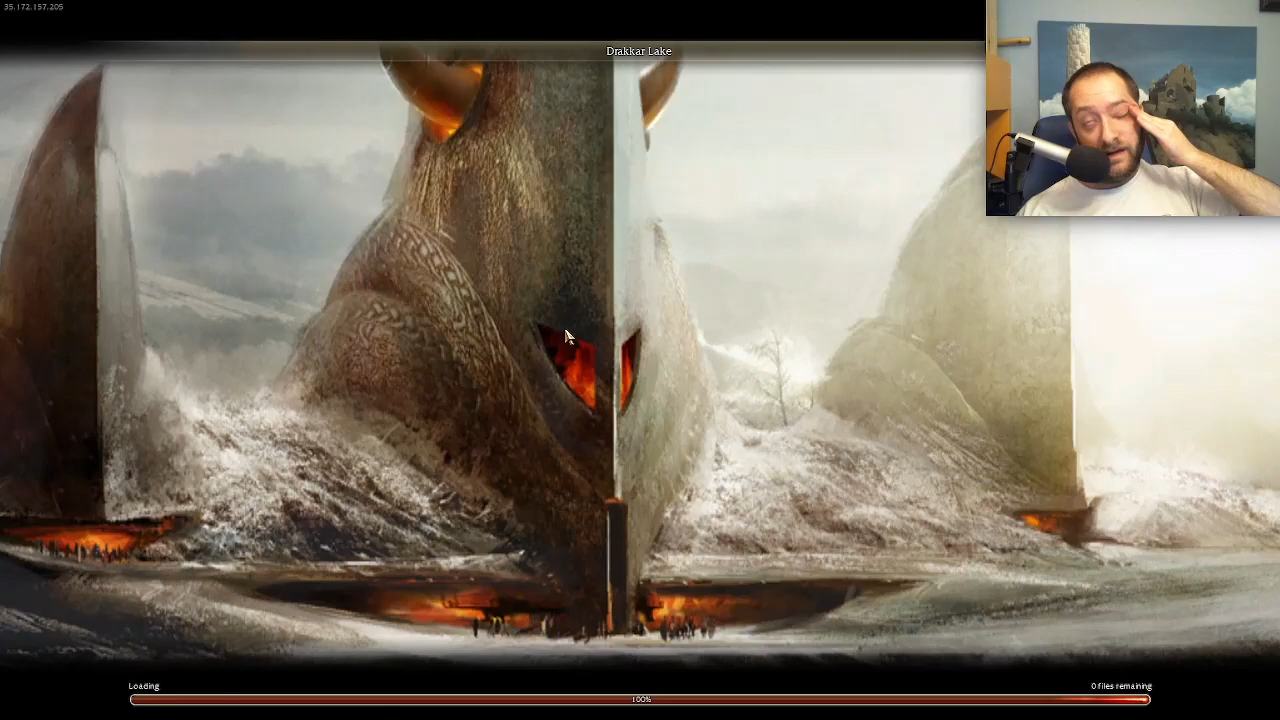 35.172.157.205
Drakkar Lake
Loading
0 files remaining
100%